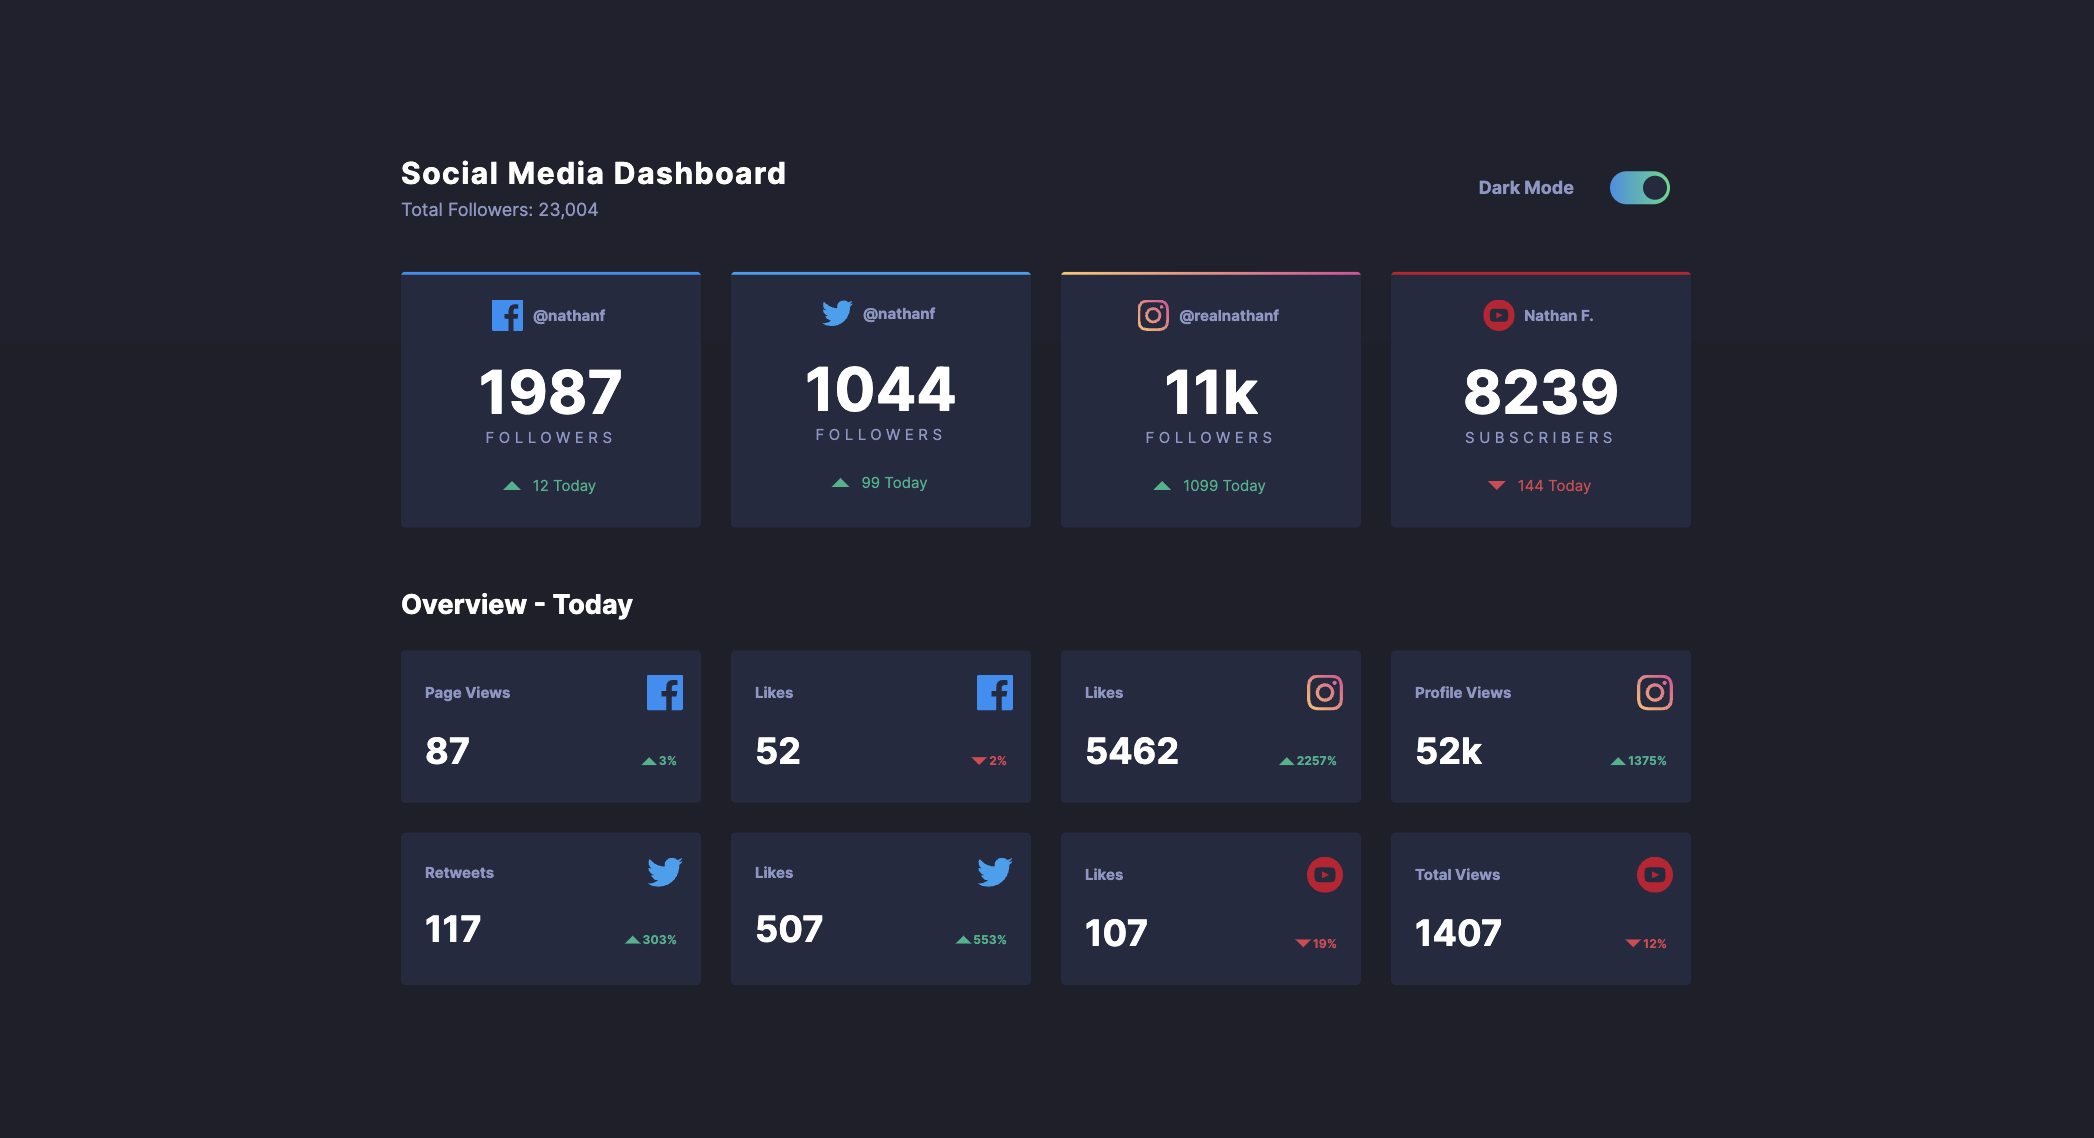 Social Media Dashboard
Total Followers: 23,004
Dark Mode
@nathanf
1987
FOLLOWERS
12 Today
@nathanf
1044
FOLLOWERS
99 Today
@realnathanf
11k
FOLLOWERS
1099 Today
Nathan F.
8239
SUBSCRIBERS
144 Today
Overview - Today
Page Views
87
3%
Likes
52
2%
Likes
5462
2257%
Profile Views
52k
1375%
Retweets
117
303%
Likes
507
553%
Likes
107
19%
Total Views
1407
12%